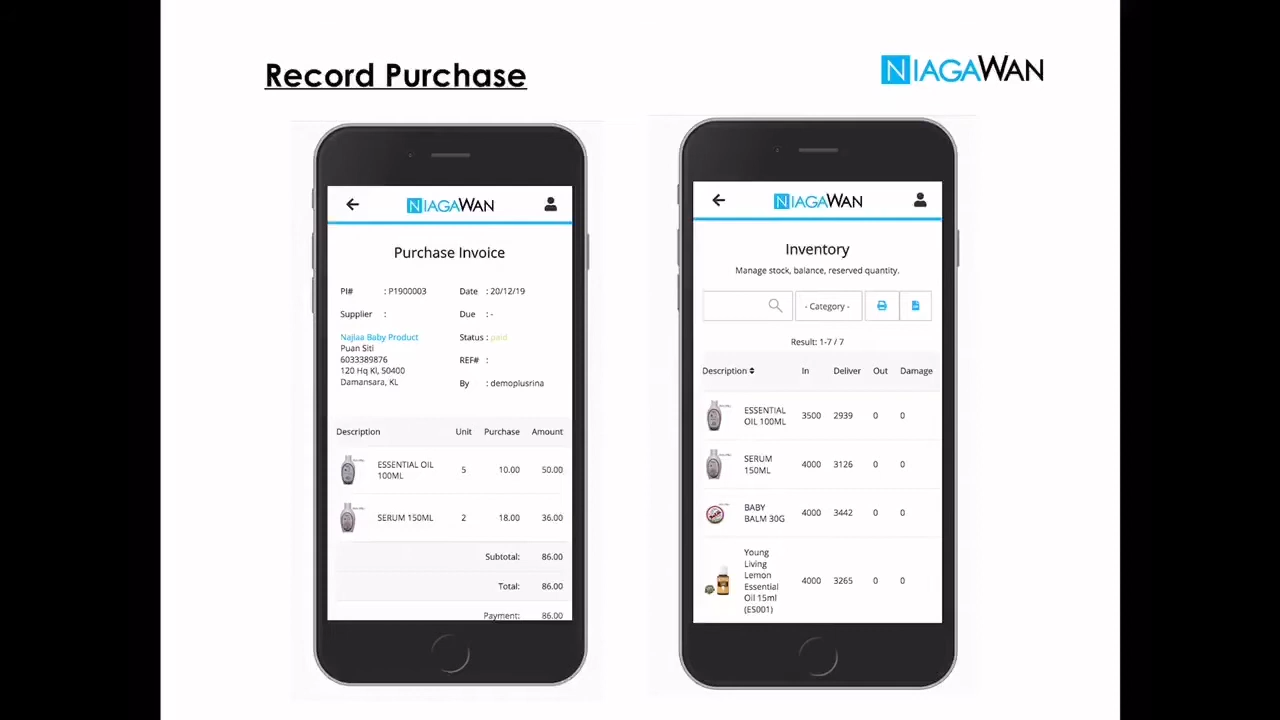 Record Purchase
NIAGAWAN
NIAGAWAN
Purchase Invoice
PI# : P1900003 Date : 20/12/19
Supplier : Due : -
Najlaa Baby Product Status : paid
Puan Siti
6033389876 REF# :
120 Hq Kl, 50400
Damansara, KL By : demoplusrina
Description Unit Purchase Amount
ESSENTIAL OIL
100ML 5 10.00 50.00
SERUM 150ML 2 18.00 36.00
Subtotal: 86.00
Total: 86.00
Payment: 86.00
NIAGAWAN
Inventory
Manage stock, balance, reserved quantity.
- Category -
Result: 1-7 / 7
Description In Deliver Out Damage
ESSENTIAL
OIL 100ML 3500 2939 0 0
SERUM
150ML 4000 3126 0 0
BABY
BALM 30G 4000 3442 0 0
Young
Living
Lemon
Essential 4000 3265 0 0
Oil 15ml
(ES001)